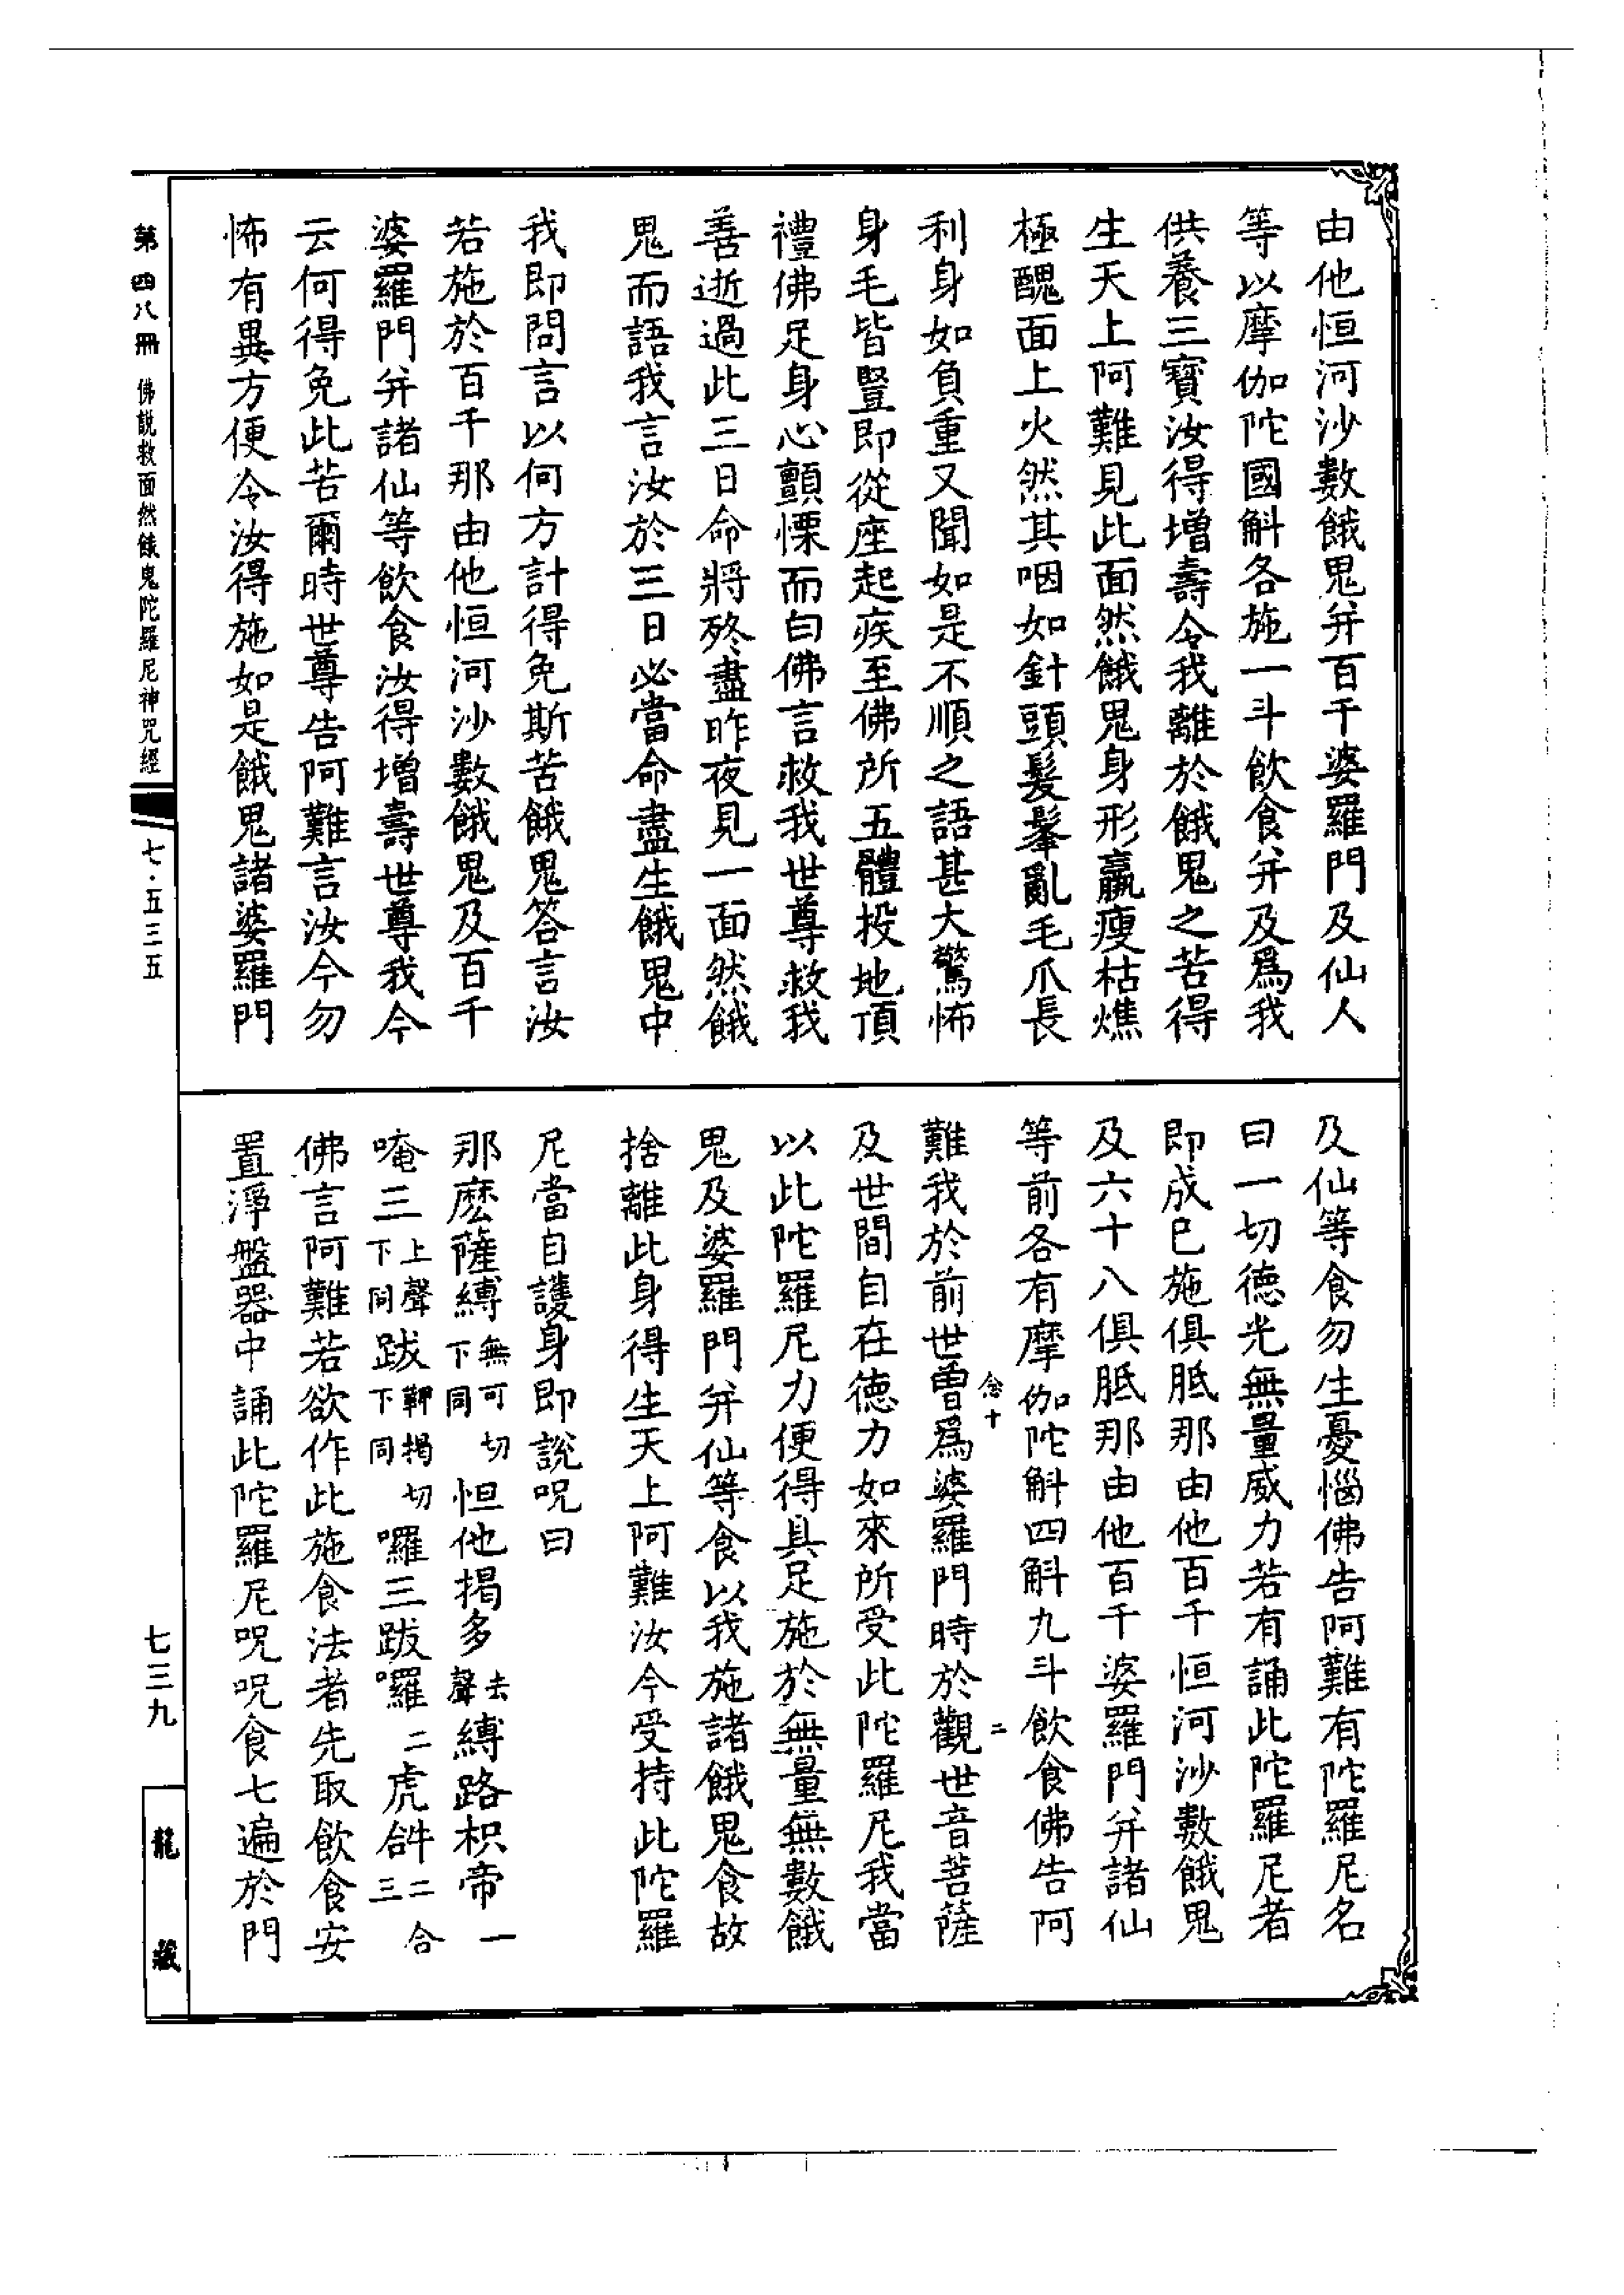 由他恒河沙數餓鬼并百千婆羅門及仙人
等以摩伽陀國斛各施一斗飲食并及爲我
供養三寶汝得增壽令我離於餓鬼之苦得
生天上阿難見此面然餓鬼身形羸瘦枯燋
極醜面上火然其咽如針頭髮髼亂毛爪長
利身如負重又聞如是不順之語甚大驚怖
身毛皆豎即從座起疾至佛所五體投地頂
禮佛足身心顫慄而白佛言救我世尊救我
善逝過此三日命將終盡昨夜見一面然餓
鬼而語我言汝於三日必當命盡生餓鬼中
我即問言以何方計得免斯苦餓鬼答言汝
若施於百千那由他恒河沙數餓鬼及百千
婆羅門并諸仙等飲食汝得增壽世尊我今
云何得免此苦爾時世尊告阿難言汝今勿
怖有異方便令汝得施如是餓鬼諸婆羅門
及仙等食勿生憂惱佛告阿難有陀羅尼名
曰一切德光無量威力若有誦此陀羅尼者
即成已施俱胝那由他百千恒河沙數餓鬼
及六十八俱胝那由他百千婆羅門并諸仙
等前各有摩伽陀斛四斛九斗飲食佛告阿
念十 二
難我於前世曾爲婆羅門時於觀世音菩薩
及世間自在德力如來所受此陀羅尼我當
以此陀羅尼力便得具足施於無量無數餓
鬼及婆羅門并仙等食以我施諸餓鬼食故
捨離此身得生天上阿難汝今受持此陀羅
尼當自護身即說呪曰
那麽薩縛無可切下同怛他揭多去聲縛路枳帝一
唵三上聲下同跋鞞揭切下同囉三跋囉二虎𤙖二合三
佛言阿難若欲作此施食法者先取飲食安
置淨盤器中誦此陀羅尼呪呪食七遍於門
第四八冊 佛說救面然餓鬼陀羅尼神咒經
七·五三五
七三九
龍藏